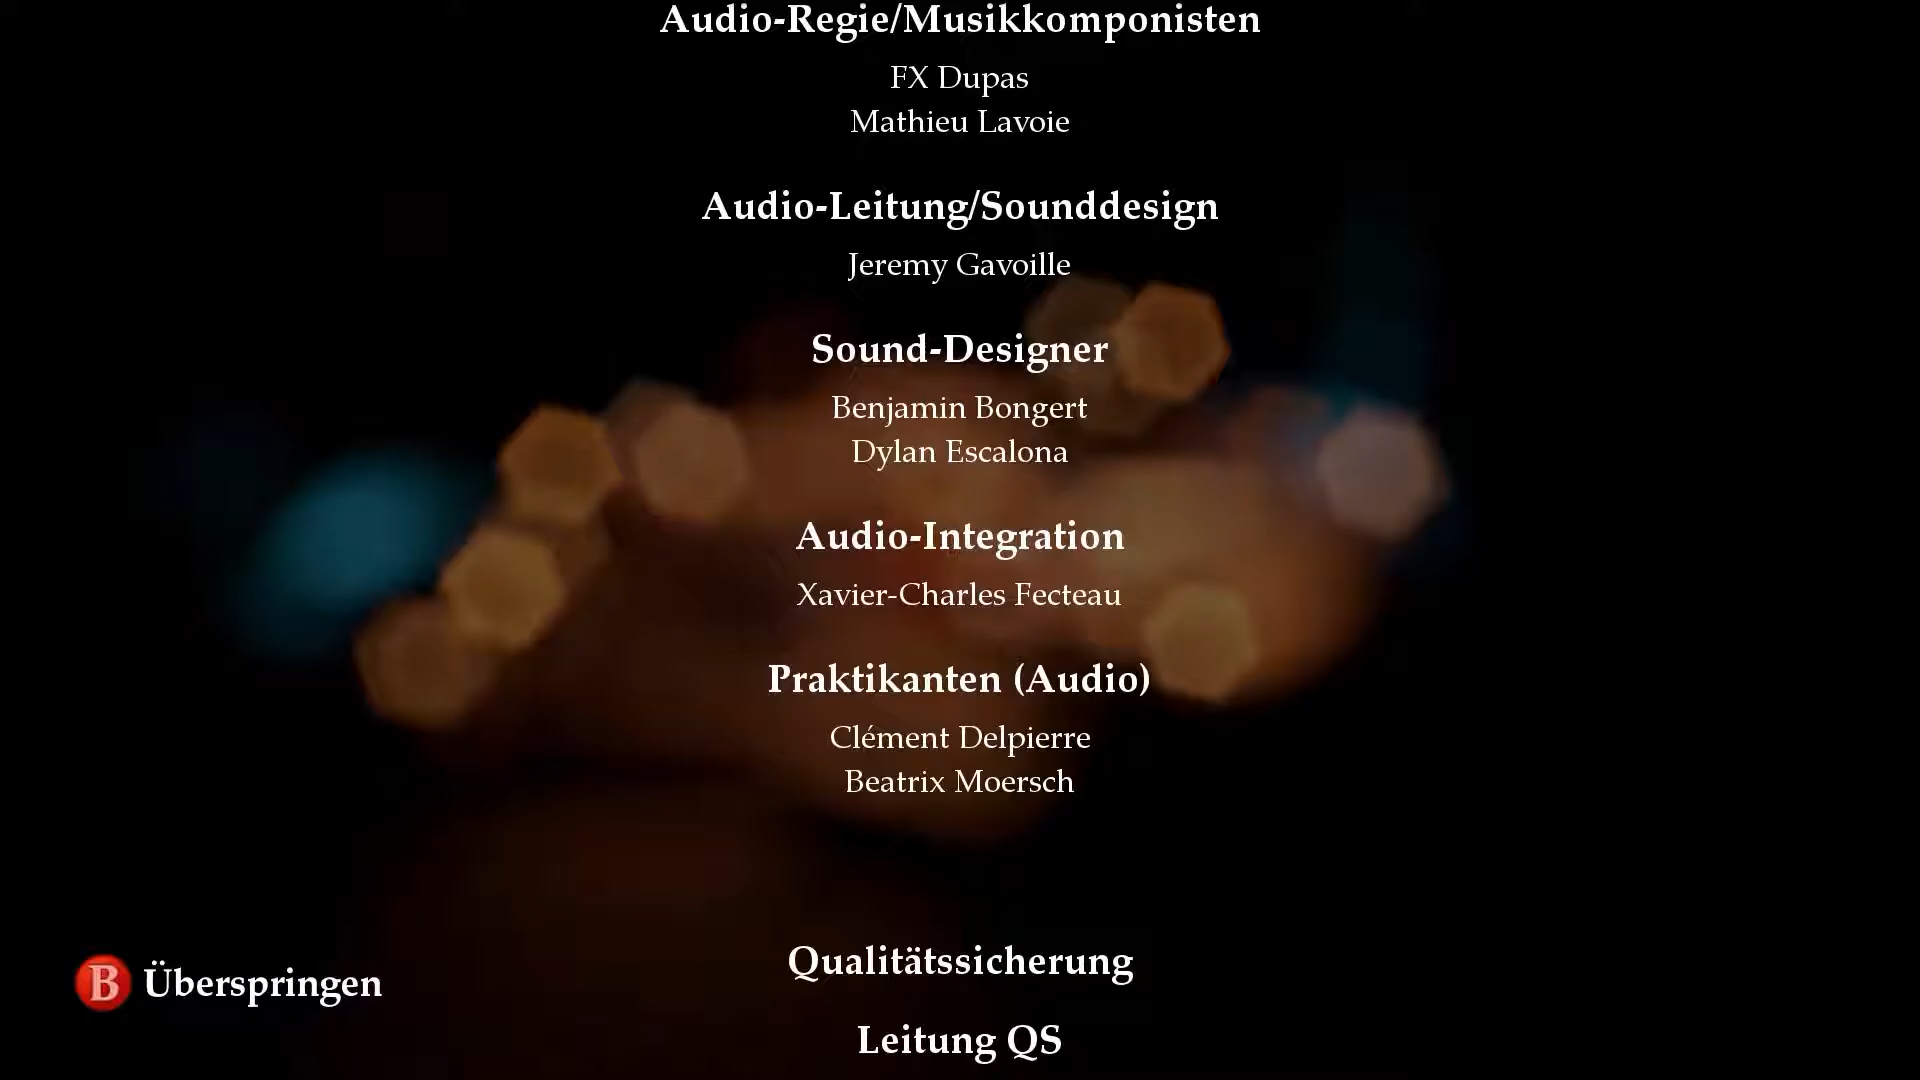 Audio-Regie/Musikkomponisten
FX Dupas
Mathieu Lavoie
Audio-Leitung/Sounddesign
Jeremy Gavoille
Sound-Designer
Benjamin Bongert
Dylan Escalona
Audio-Integration
Xavier-Charles Fecteau
Praktikanten (Audio)
Clément Delpierre
Beatrix Moersch
Qualitätssicherung
B Überspringen
Leitung QS